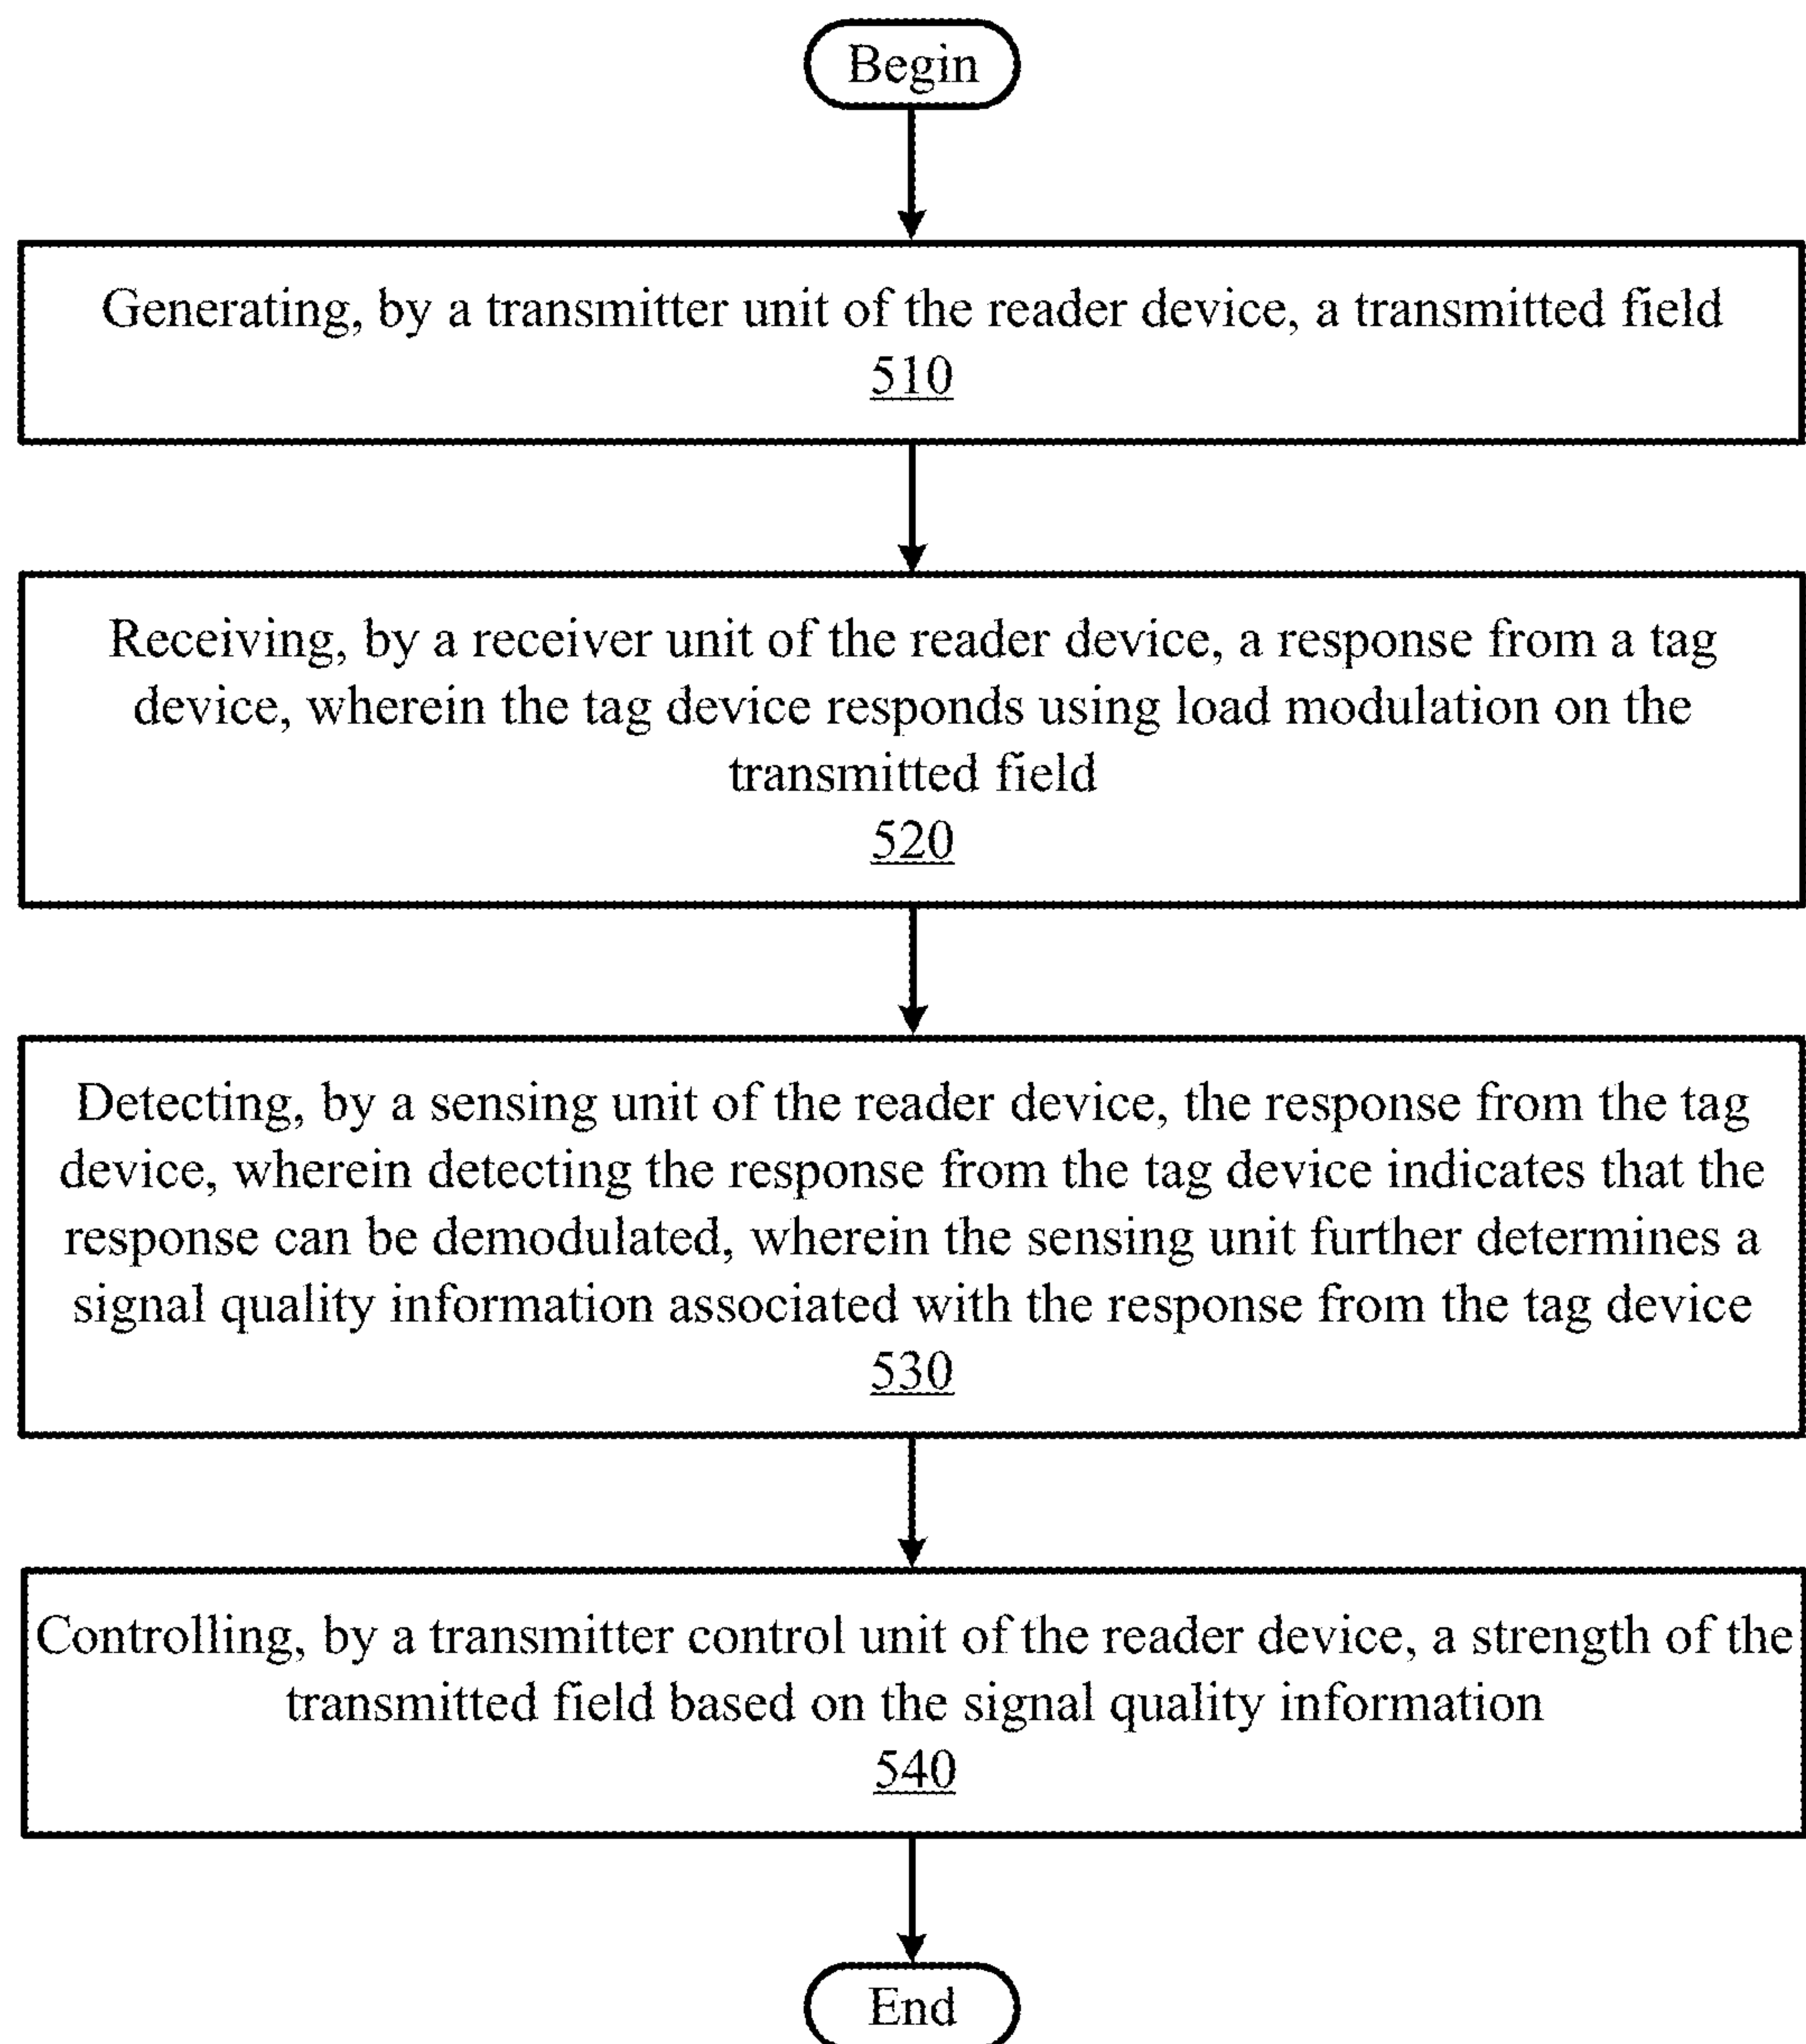 Begin
Generating, by a transmitter unit of the reader device, a transmitted field
510
Receiving, by a receiver unit of the reader device, a response from a tag
device, wherein the tag device responds using load modulation on the
transmitted field
520
Detecting, by a sensing unit of the reader device, the response from the tag
device, wherein detecting the response from the tag device indicates that the
response can be demodulated, wherein the sensing unit further determines a
signal quality information associated with the response from the tag device
530
Controlling, by a transmitter control unit of the reader device, a strength of the
transmitted field based on the signal quality information
540
End